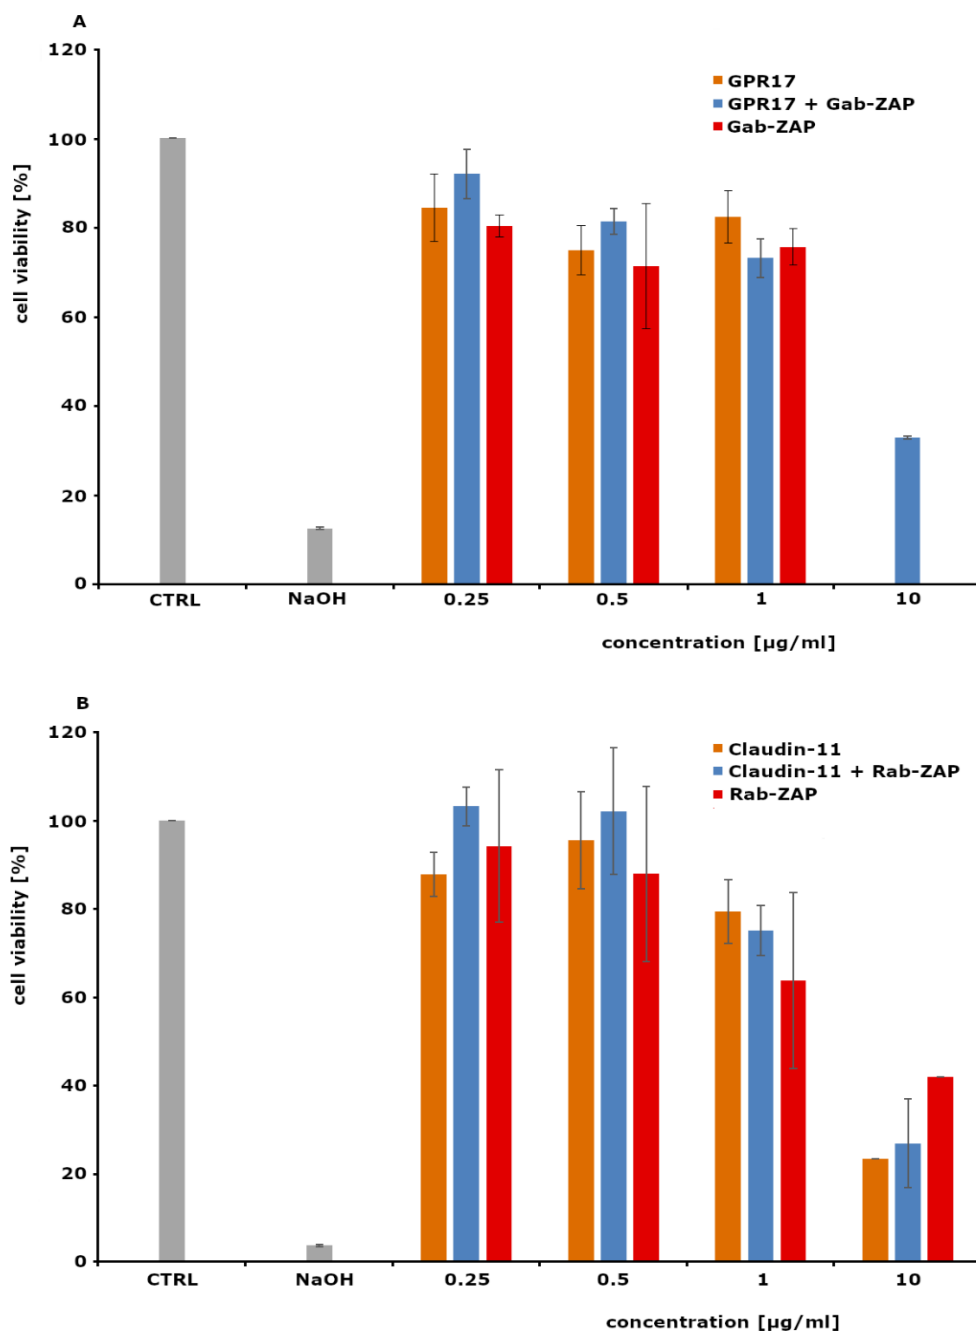 A
120
100
80
60
40
20
0
cell viability [%]
GPR17
GPR17 + Gab-ZAP
Gab-ZAP
CTRL NaOH 0.25 0.5 1 10
concentration [µg/ml]
B
120
100
80
60
40
20
0
cell viability [%]
Claudin-11
Claudin-11 + Rab-ZAP
Rab-ZAP
CTRL NaOH 0.25 0.5 1 10
concentration [µg/ml]